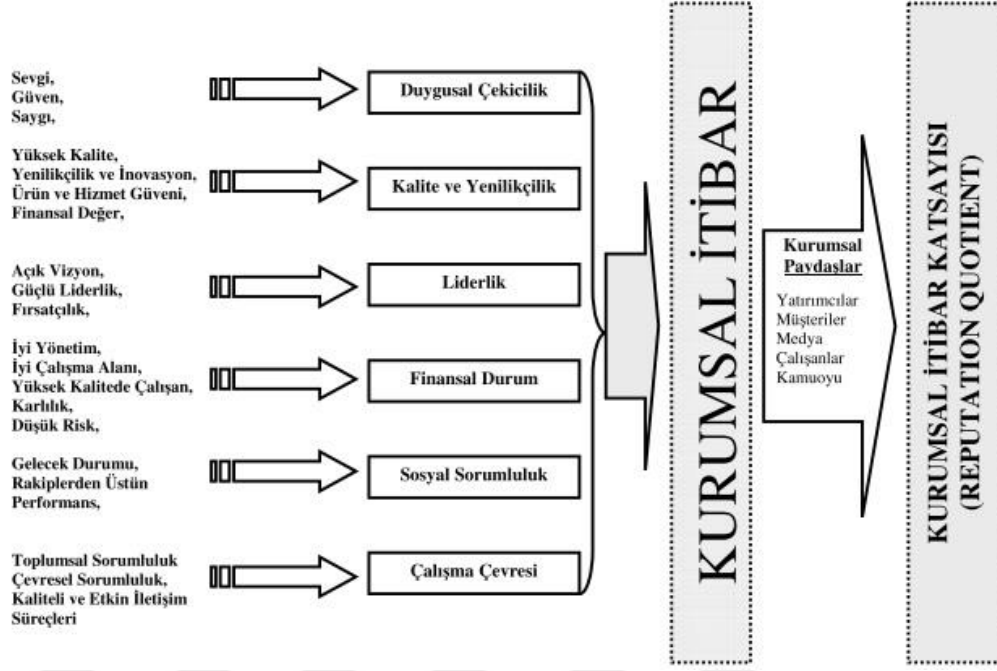 Sevgi,
Güven,
Saygı,
Duygusal Çekicilik
Yüksek Kalite,
Yenilikçilik ve İnovasyon,
Ürün ve Hizmet Güveni,
Finansal Değer,
Kalite ve Yenilikçilik
Açık Vizyon,
Güçlü Liderlik,
Fırsatçılık,
Liderlik
İyi Yönetim,
İyi Çalışma Alanı,
Yüksek Kalitede Çalışan,
Karlılık,
Düşük Risk,
Finansal Durum
Gelecek Durumu,
Rakiplerden Üstün
Performans,
Sosyal Sorumluluk
Toplumsal Sorumluluk
Çevresel Sorumluluk,
Kaliteli ve Etkin İletişim
Süreçleri
Çalışma Çevresi
KURUMSAL İTİBAR
Kurumsal
Paydaşlar
Yatırımcılar
Müşteriler
Medya
Çalışanlar
Kamuoyu
KURUMSAL İTİBAR KATSAYISI
(REPUTATION QUOTIENT)